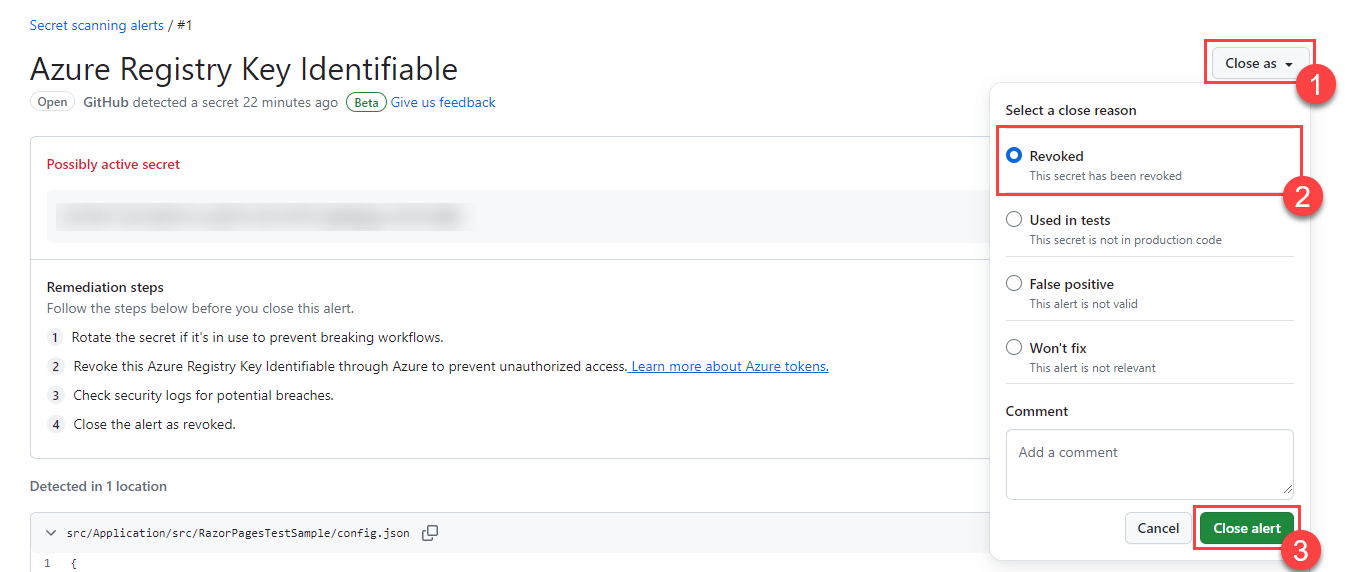 Secret scanning alerts / #1
Azure Registry Key Identifiable
Open GitHub detected a secret 22 minutes ago Beta Give us feedback
Close as
1
Select a close reason
Revoked
This secret has been revoked
2
Used in tests
This secret is not in production code
False positive
This alert is not valid
Won't fix
This alert is not relevant
Comment
Add a comment
Cancel Close alert
3
Possibly active secret
Remediation steps
Follow the steps below before you close this alert.
1 Rotate the secret if it's in use to prevent breaking workflows.
2 Revoke this Azure Registry Key Identifiable through Azure to prevent unauthorized access. Learn more about Azure tokens.
3 Check security logs for potential breaches.
4 Close the alert as revoked.
Detected in 1 location
src/Application/src/RazorPagesTestSample/config.json
1 {